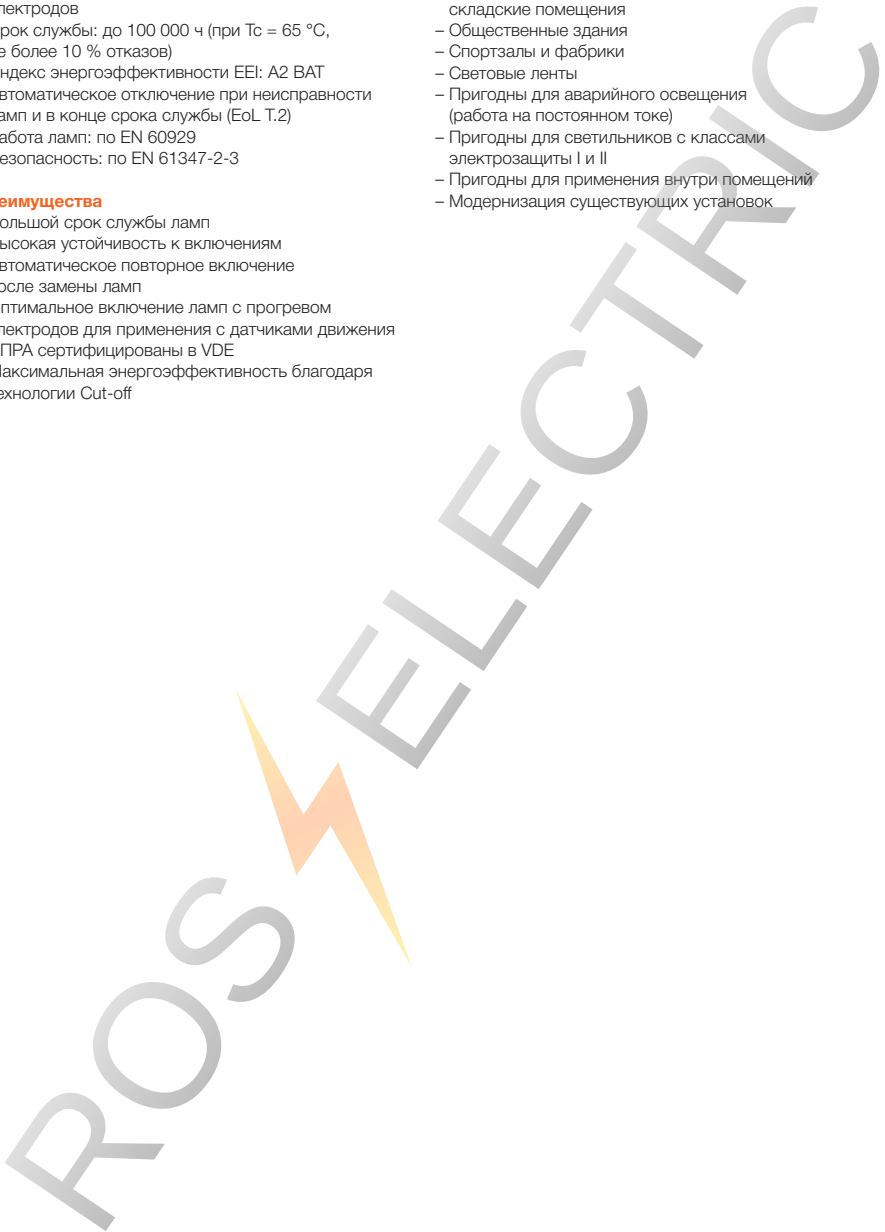 лектродов
рок службы: до 100 000 ч (при Tc = 65 °C,
е более 10 % отказов)
ндекс энергоэффективности EEI: A2 BAT
втоматическое отключение при неисправности
амп и в конце срока службы (EoL T.2)
абота ламп: по EN 60929
езопасность: по EN 61347-2-3
еимущества
ольшой срок службы ламп
ысокая устойчивость к включениям
втоматическое повторное включение
осле замены ламп
птимальное включение ламп с прогревом
лектродов для применения с датчиками движения
ПРА сертифицированы в VDE
аксимальная энергоэффективность благодаря
ехнологии Cut-off
складские помещения
– Общественные здания
– Спортзалы и фабрики
– Световые ленты
– Пригодны для аварийного освещения
(работа на постоянном токе)
– Пригодны для светильников с классами
электрозащиты I и II
– Пригодны для применения внутри помещений
– Модернизация существующих установок
ROS ELECTRIC